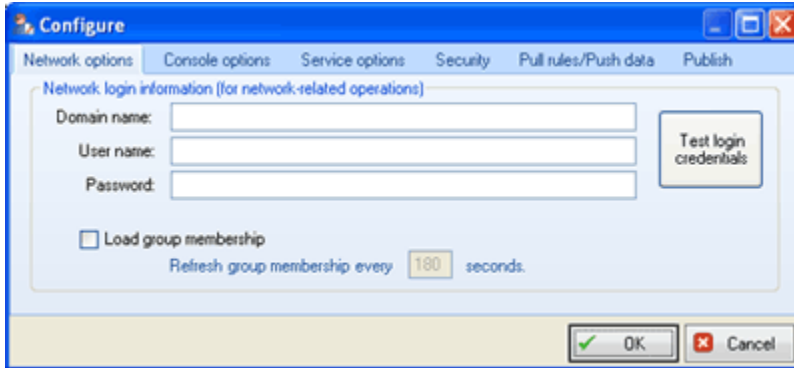 Configure
Network options Console options Service options Security Pull rules/Push data Publish
Network login information (for network-related operations)
Domain name:
User name:
Password:
Test login
credentials
Load group membership
Refresh group membership every 180 seconds.
OK Cancel